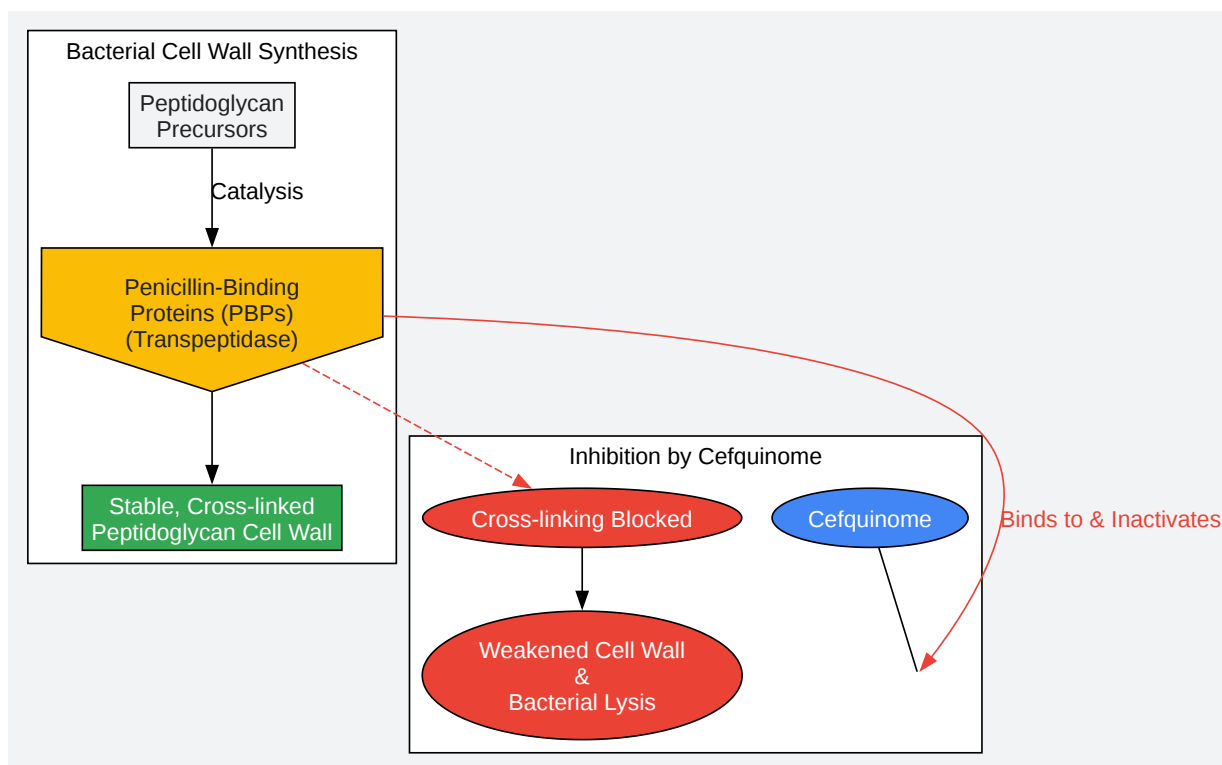 Bacterial Cell Wall Synthesis
Peptidoglycan
Precursors
Catalysis
Penicillin-Binding
Proteins (PBPs)
(Transpeptidase)
Stable, Cross-linked
Peptidoglycan Cell Wall
Inhibition by Cefquinome
Cross-linking Blocked
Cefquinome
Binds to & Inactivates
Weakened Cell Wall
&
Bacterial Lysis